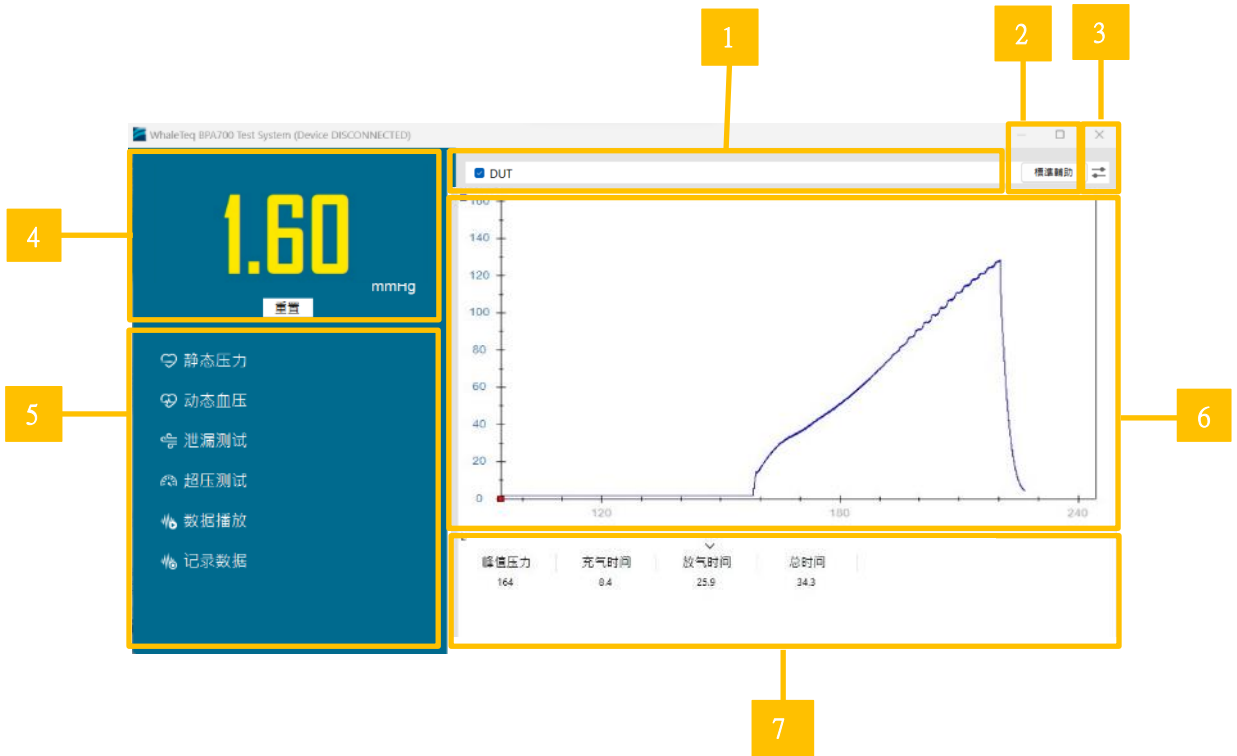 1
2
3
WhaleTeq BPA700 Test System (Device DISCONNECTED)
DUT
標準輔助
4
1.60
mmHg
重置
160
140
120
100
80
60
40
20
0
120
180
240
5
静态压力
动态血压
泄漏测试
超压测试
数据播放
记录数据
6
峰值压力 充气时间 放气时间 总时间
164 8.4 25.9 34.3
7